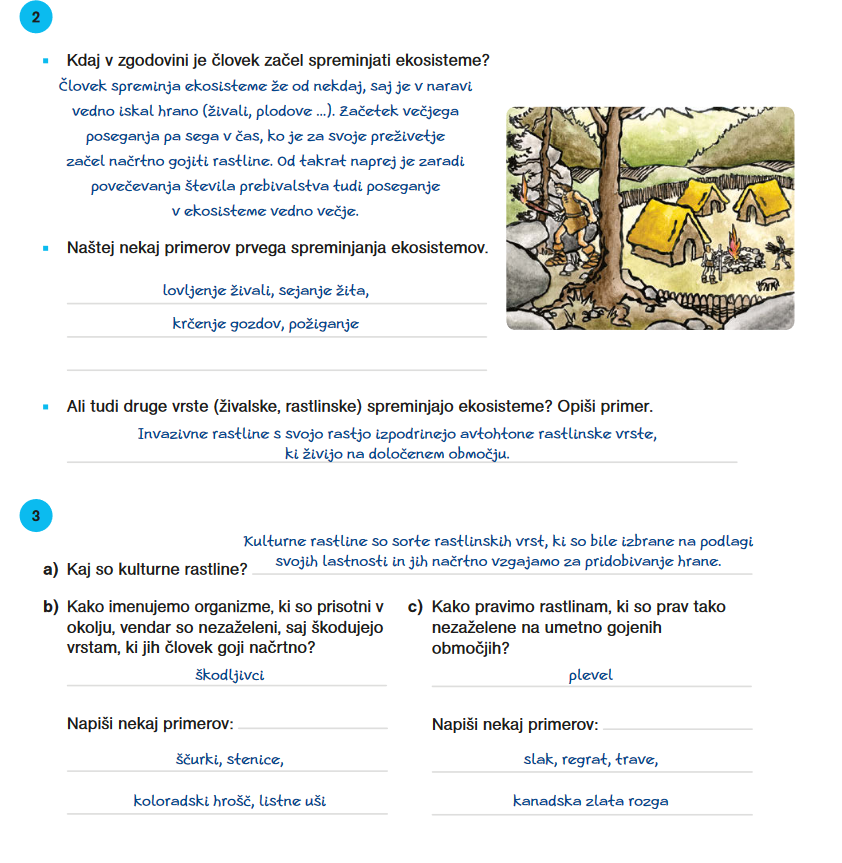 2
Kdaj v zgodovini je človek začel spreminjati ekosisteme?
Človek spreminja ekosisteme že od nekdaj, saj je v naravi
vedno iskal hrano (živali, plodove ...). Začetek večjega
poseganja pa sega v čas, ko je za svoje preživetje
začel načrtno gojiti rastline. Od takrat naprej je zaradi
povečevanja števila prebivalstva tudi poseganje
v ekosisteme vedno večje.
Naštej nekaj primerov prvega spreminjanja ekosistemov.
lovljenje živali, sejanje žita,
krčenje gozdov, požiganje
Ali tudi druge vrste (živalske, rastlinske) spreminjajo ekosisteme? Opiši primer.
Invazivne rastline s svojo rastjo izpodrinejo avtohtone rastlinske vrste,
ki živijo na določenem območju.
3
Kulturne rastline so sorte rastlinskih vrst, ki so bile izbrane na podlagi
a) Kaj so kulturne rastline? svojih lastnosti in jih načrtno vzgajamo za pridobivanje hrane.
b) Kako imenujemo organizme, ki so prisotni v
okolju, vendar so nezaželeni, saj škodujejo
vrstam, ki jih človek goji načrtno?
škodljivci
Napiši nekaj primerov:
ščurki, stenice,
koloradski hrošč, listne uši
c) Kako pravimo rastlinam, ki so prav tako
nezaželene na umetno gojenih
območjih?
plevel
Napiši nekaj primerov:
slak, regrat, trave,
kanadska zlata rozga